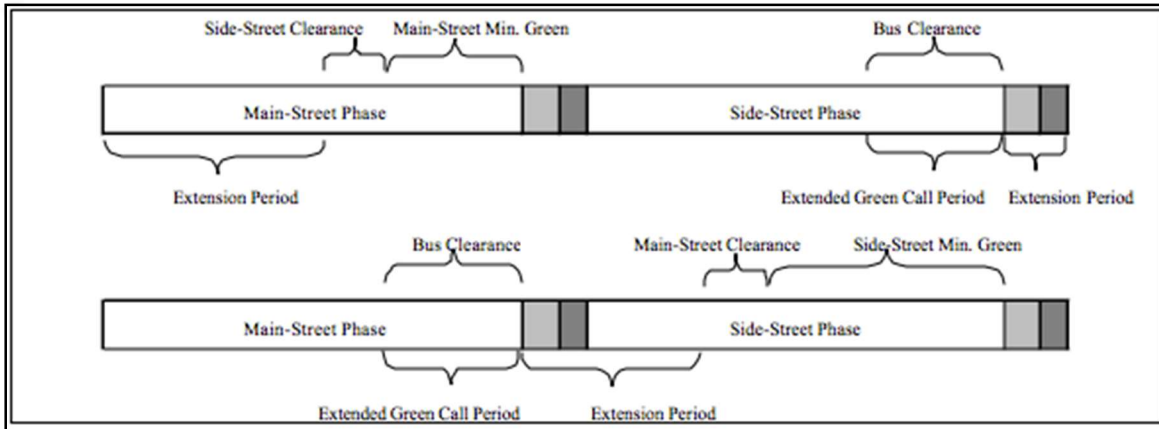 Side-Street Clearance Main-Street Min. Green Bus Clearance
Main-Street Phase Side-Street Phase
Extension Period Extended Green Call Period Extension Period
Bus Clearance Main-Street Clearance Side-Street Min. Green
Main-Street Phase Side-Street Phase
Extended Green Call Period Extension Period